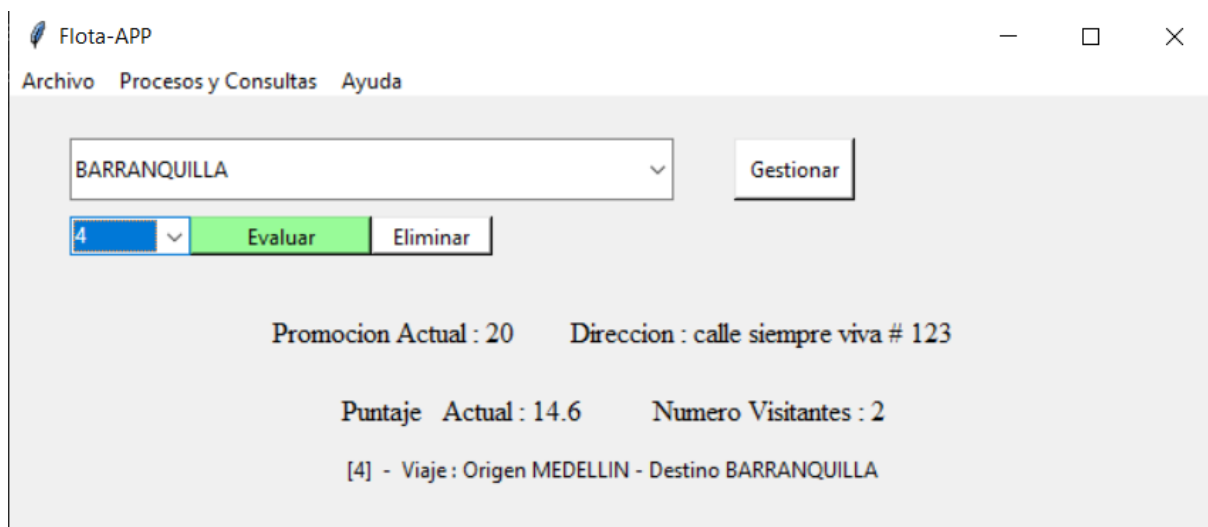 Flota-APP
Archivo Procesos y Consultas Ayuda
BARRANQUILLA Gestionar
4 Evaluar Eliminar
Promocion Actual : 20 Direccion : calle siempre viva # 123
Puntaje Actual : 14.6 Numero Visitantes : 2
[4] - Viaje : Origen MEDELLIN - Destino BARRANQUILLA